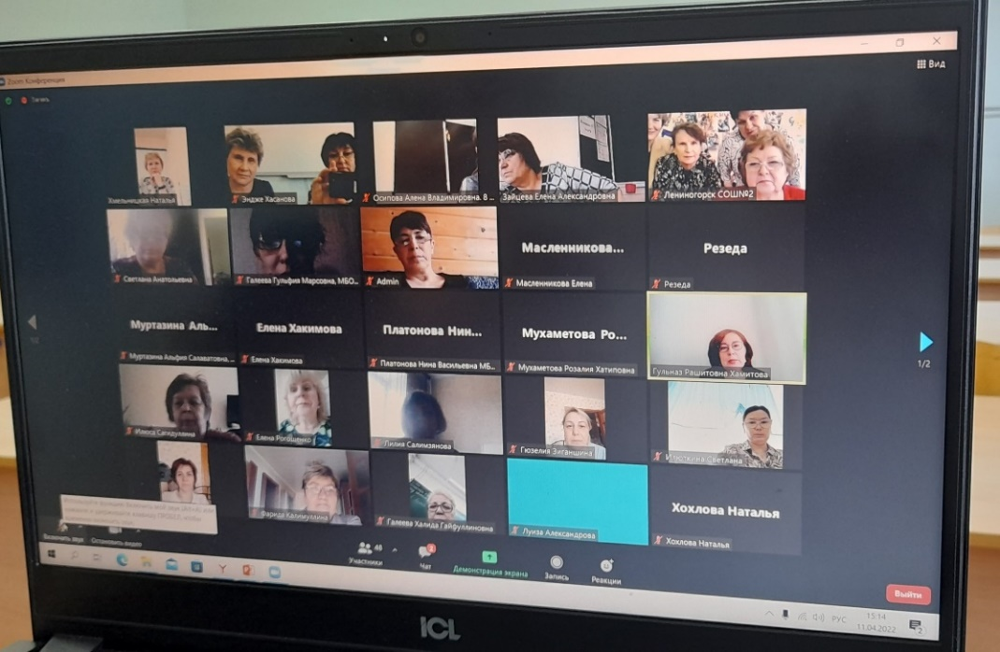 Zoom Конференция
Вид
Запись
Хмельницкая Наталья
Эндже Хасанова
Осипова Алена Владимировна. В ...
Зайцева Елена Александровна
Лениногорск СОШ№2
Светлана Анатольевна
Галеева Гульфия Марсовна, МБО...
Admin
Масленникова...
Масленникова Елена
Резеда
Резеда
Муртазина Аль...
Муртазина Альфия Салаватовна, ...
Елена Хакимова
Елена Хакимова
Платонова Нин...
Платонова Нина Васильевна МБ...
Мухаметова Ро...
Мухаметова Розалия Хатиповна
Гульназ Рашитовна Хамитова
1/2
1/2
Илюса Сагидуллина
Елена Рогощенко
Лилия Салимзянова
Гюзелия Зиганшина
Илюткина Светлана
Фарида Калимуллина
Галеева Халида Гайфуллиновна
Луиза Александрова
Хохлова Наталья
Хохлова Наталья
Включить звук
Остановить видео
48
Участники
Чат
Демонстрация экрана
Запись
Реакции
Выйти
РУС
15:14
11.04.2022
2
ICL